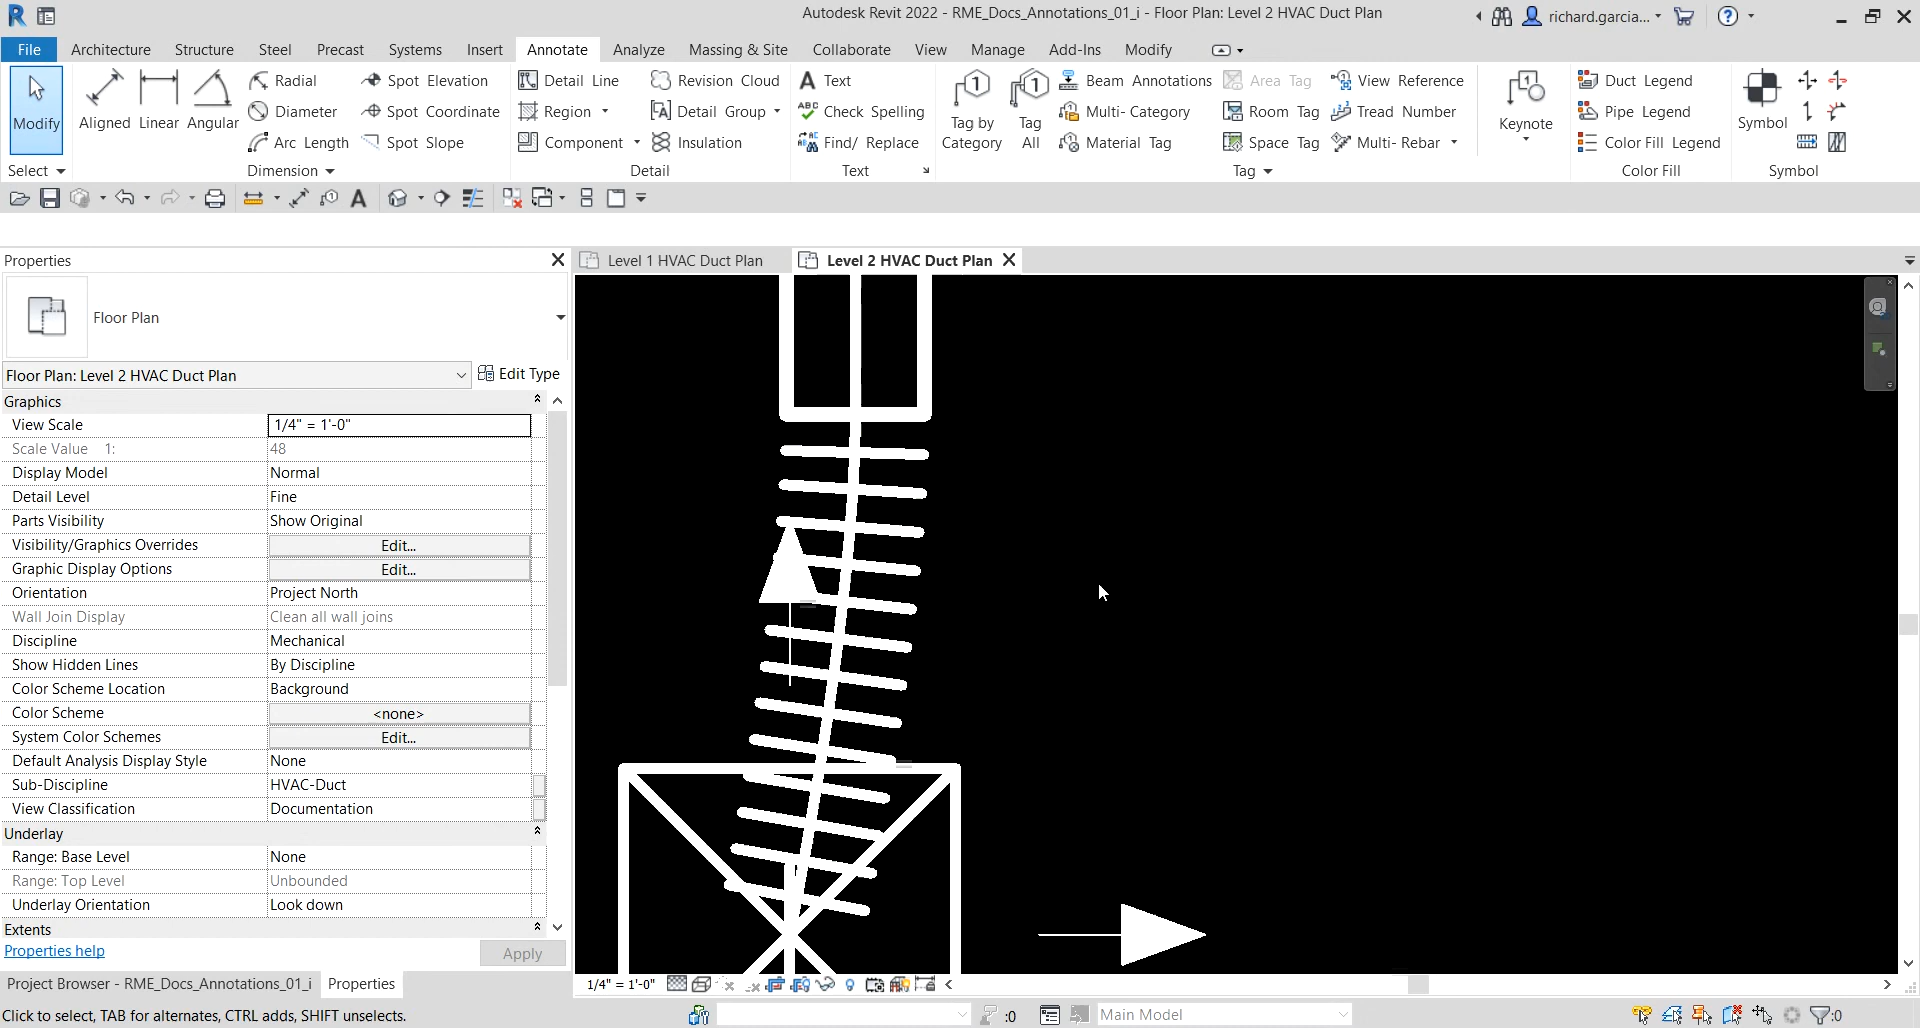 Autodesk Revit 2022 - RME_Docs_Annotations_01_i - Floor Plan: Level 2 HVAC Duct Plan
richard.garcia...
File Architecture Structure Steel Precast Systems Insert Annotate Analyze Massing & Site Collaborate View Manage Add-Ins Modify
Modify
Select
Aligned Linear Angular
Radial
Diameter
Arc Length
Spot Elevation
Spot Coordinate
Spot Slope
Dimension
Detail Line
Region
Component
Revision Cloud
Detail Group
Insulation
Detail
Text
Check Spelling
Find/ Replace
Text
Tag by
Category
Tag
All
Beam Annotations
Multi- Category
Material Tag
Area Tag
Room Tag
Space Tag
View Reference
Tread Number
Multi- Rebar
Tag
Keynote
Duct Legend
Pipe Legend
Color Fill Legend
Color Fill
Symbol
Symbol
Properties
Level 1 HVAC Duct Plan
Level 2 HVAC Duct Plan
Floor Plan
Floor Plan: Level 2 HVAC Duct Plan
Edit Type
Graphics
View Scale 1/4" = 1'-0"
Scale Value 1: 48
Display Model Normal
Detail Level Fine
Parts Visibility Show Original
Visibility/Graphics Overrides Edit...
Graphic Display Options Edit...
Orientation Project North
Wall Join Display Clean all wall joins
Discipline Mechanical
Show Hidden Lines By Discipline
Color Scheme Location Background
Color Scheme <none>
System Color Schemes Edit...
Default Analysis Display Style None
Sub-Discipline HVAC-Duct
View Classification Documentation
Underlay
Range: Base Level None
Range: Top Level Unbounded
Underlay Orientation Look down
Extents
Properties help
Apply
Project Browser - RME_Docs_Annotations_01_i Properties
1/4" = 1'-0"
Click to select, TAB for alternates, CTRL adds, SHIFT unselects.
:0
Main Model
:0